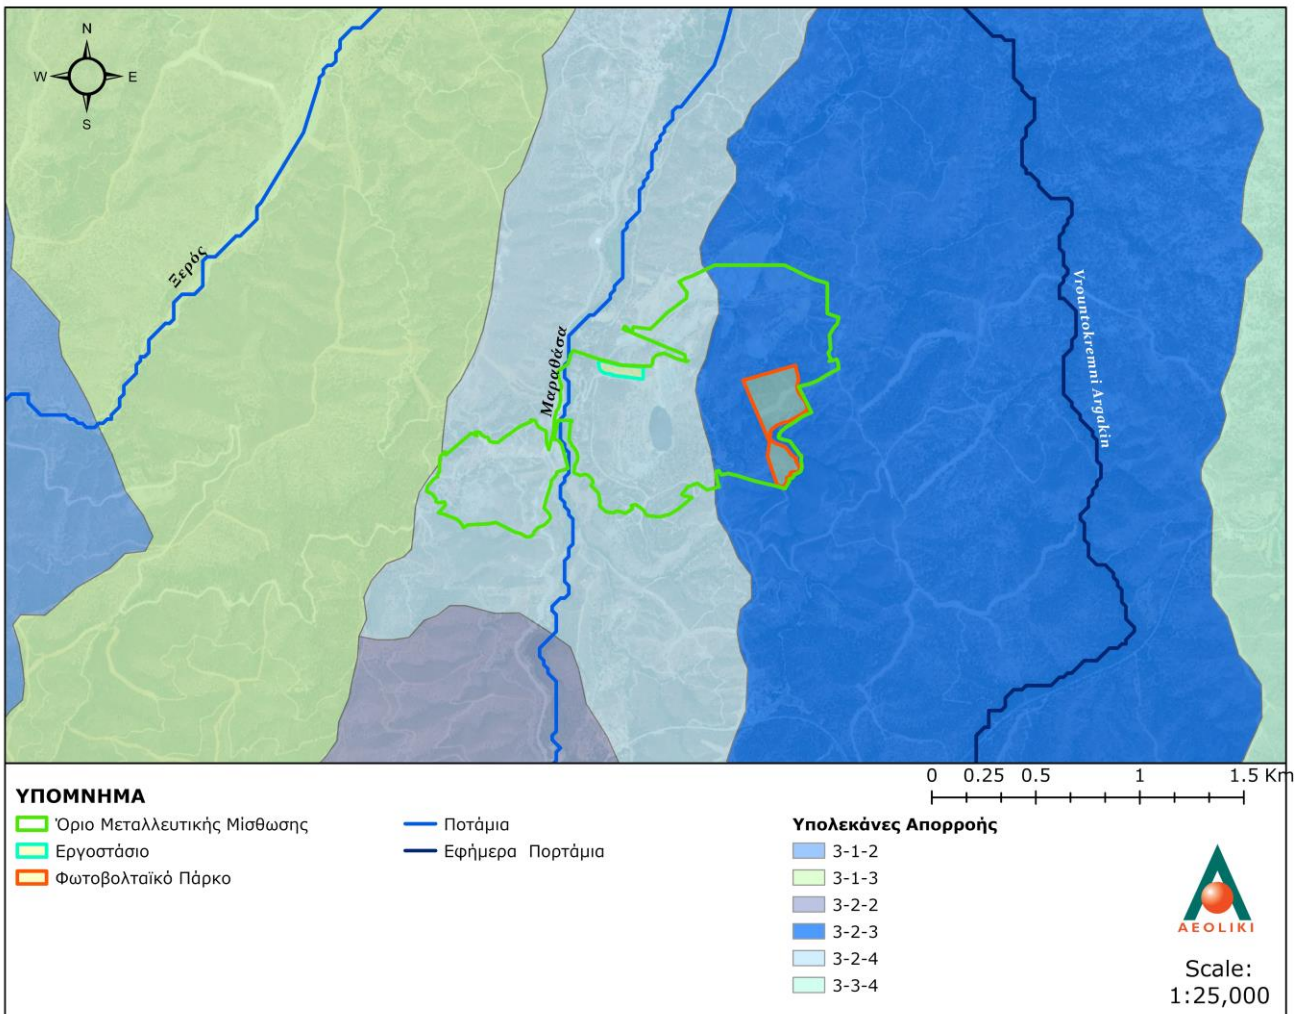 N
W E
S
Ξερός
Μαραθάσα
Vrountokremni Argakin
0 0.25 0.5 1 1.5 Km
ΥΠΟΜΝΗΜΑ
Όριο Μεταλλευτικής Μίσθωσης
Εργοστάσιο
Φωτοβολταϊκό Πάρκο
Ποτάμια
Εφήμερα Πορτάμια
Υπολεκάνες Απορροής
3-1-2
3-1-3
3-2-2
3-2-3
3-2-4
3-3-4
AEOLIKI
Scale:
1:25,000